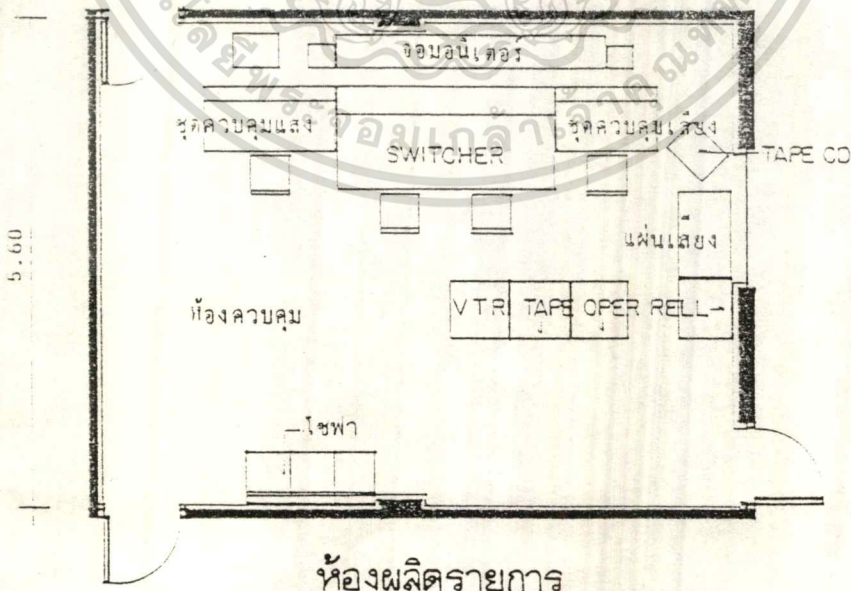 จอมอนิเตอร์
ชุดควบคุมแสง
ชุดควบคุมเสียง
SWITCHER
TAPE CO
แผ่นเสียง
5.60
ห้องควบคุม
VTR TAPE OPER RELL
โซฟา
ห้องผลิตรายการ